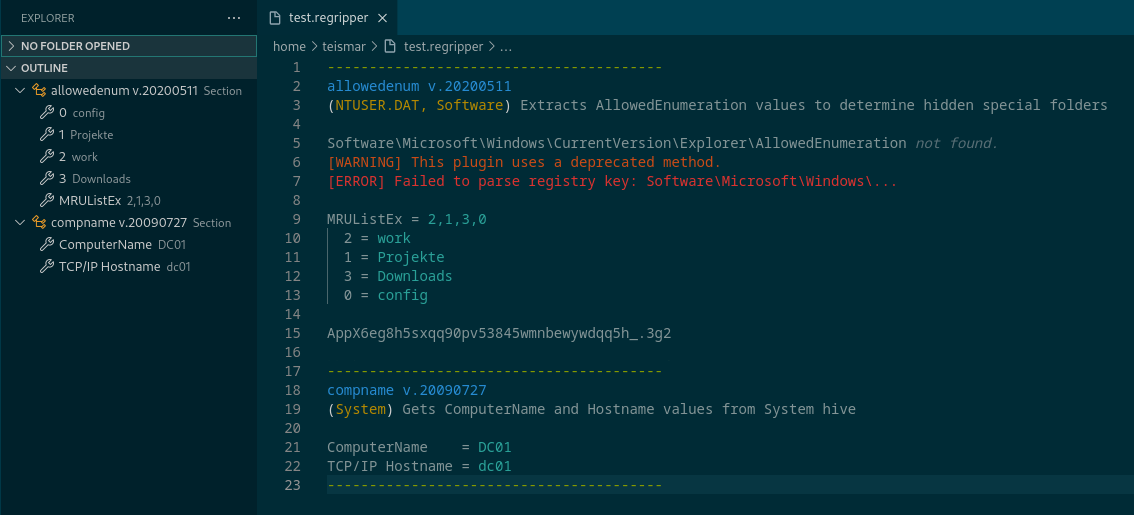 EXPLORER ···
NO FOLDER OPENED
OUTLINE
allowedenum v.20200511 Section
0 config
1 Projekte
2 work
3 Downloads
MRUListEx 2,1,3,0
compname v.20090727 Section
ComputerName DC01
TCP/IP Hostname dc01
test.regripper ×
home > teismar > test.regripper > ...
1 ----------------------------------------
2 allowedenum v.20200511
3 (NTUSER.DAT, Software) Extracts AllowedEnumeration values to determine hidden special folders
4
5 Software\Microsoft\Windows\CurrentVersion\Explorer\AllowedEnumeration not found.
6 [WARNING] This plugin uses a deprecated method.
7 [ERROR] Failed to parse registry key: Software\Microsoft\Windows\...
8
9 MRUListEx = 2,1,3,0
10   2 = work
11   1 = Projekte
12   3 = Downloads
13   0 = config
14
15 AppX6eg8h5sxqq90pv53845wmnbewywdqq5h_.3g2
16
17 ----------------------------------------
18 compname v.20090727
19 (System) Gets ComputerName and Hostname values from System hive
20
21 ComputerName    = DC01
22 TCP/IP Hostname = dc01
23 ----------------------------------------